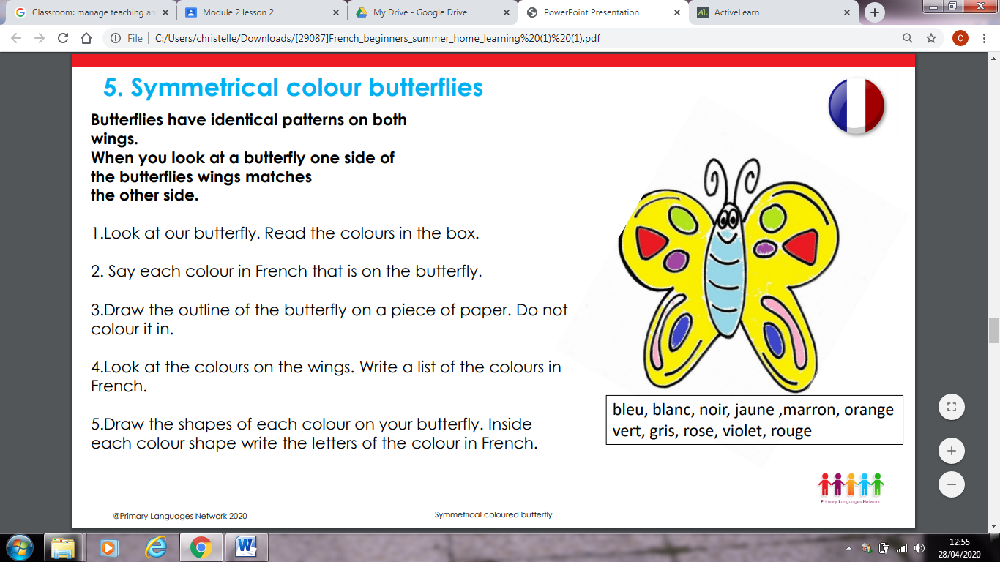 Classroom: manage teaching an
Module 2 lesson 2
My Drive - Google Drive
PowerPoint Presentation
ActiveLearn
File
C:/Users/christelle/Downloads/[29087]French_beginners_summer_home_learning%20(1)%20(1).pdf
C
5. Symmetrical colour butterflies
Butterflies have identical patterns on both
wings.
When you look at a butterfly one side of
the butterflies wings matches
the other side.
1.Look at our butterfly. Read the colours in the box.
2. Say each colour in French that is on the butterfly.
3.Draw the outline of the butterfly on a piece of paper. Do not
colour it in.
4.Look at the colours on the wings. Write a list of the colours in
French.
5.Draw the shapes of each colour on your butterfly. Inside
each colour shape write the letters of the colour in French.
bleu, blanc, noir, jaune ,marron, orange
vert, gris, rose, violet, rouge
Primary Languages Network
@Primary Languages Network 2020
Symmetrical coloured butterfly
12:55
28/04/2020